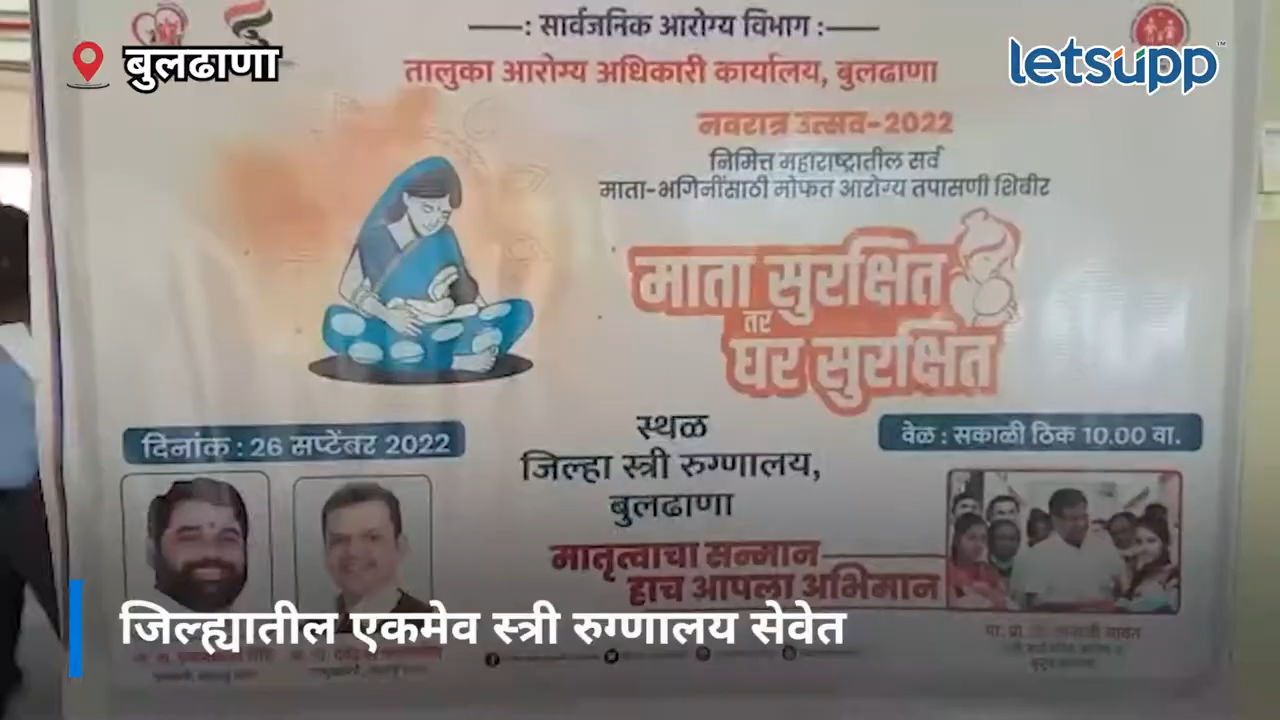 : सार्वजनिक आरोग्य विभाग :
तालुका आरोग्य अधिकारी कार्यालय, बुलढाणा
बुलढाणा
letsupp™
नवरात्र उत्सव-2022
निमित्त महाराष्ट्रातील सर्व
माता-भगिनींसाठी मोफत आरोग्य तपासणी शिबीर
माता सुरक्षित
तर
घर सुरक्षित
दिनांक : 26 सप्टेंबर 2022
स्थळ
जिल्हा स्त्री रुग्णालय,
बुलढाणा
वेळ : सकाळी ठिक 10.00 वा.
मातृत्वाचा सन्मान
हाच आपला अभिमान
जिल्ह्यातील एकमेव स्त्री रुग्णालय सेवेत